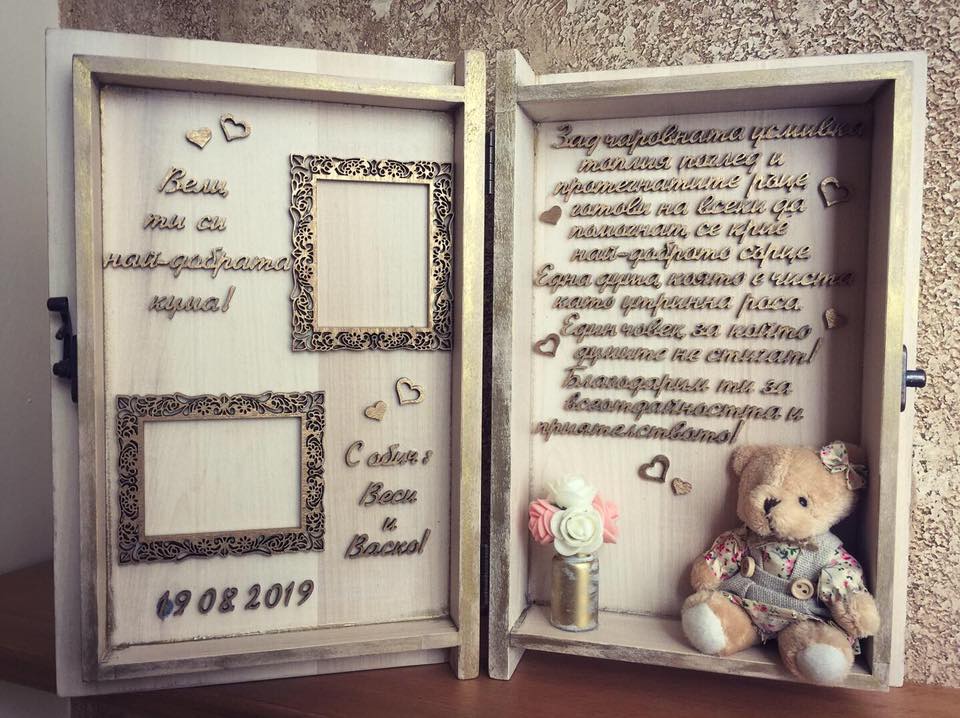 Вели,
ти си
най-добрата
кума!
С обич:
Веси
и
Васко!
19 08 2019
Зад чаровната усмивка
топлия поглед и
протегнатите ръце,
готови на всеки да
помогнат, се крие
най-доброто сърце
Една душа, която е чиста
като утринна роса.
Един човек, за който
думите не стигат!
Благодарим ти за
всеотдайността и
приятелството!